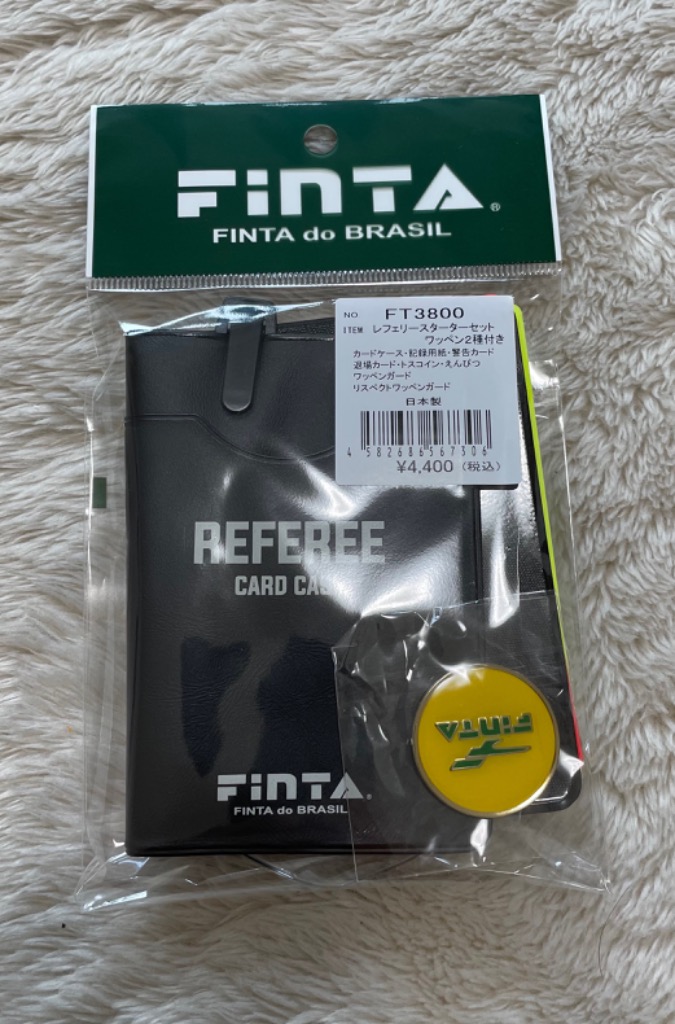 FiNTA®
FINTA do BRASIL
NO FT3800
ITEM レフェリースターターセット
ワッペン2種付き
カードケース・記録用紙・警告カード
退場カード・トスコイン・えんぴつ
ワッペンガード
リスペクトワッペンガード
日本製
4 582686 567306
¥4,400 (税込)
REFEREE
CARD CAS
FiNTA
FiNTA®
FINTA do BRASIL